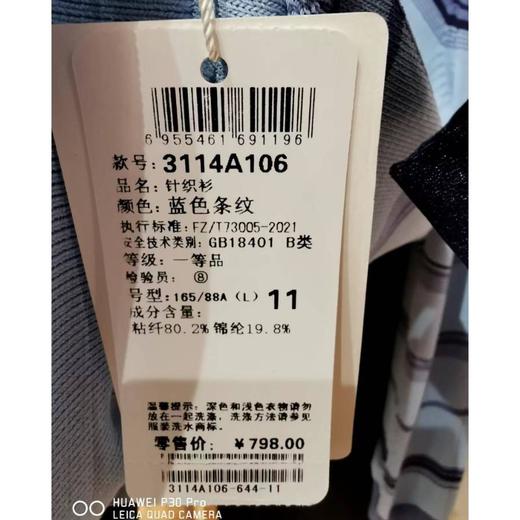 6 955461 691196
款号: 3114A106
品名: 针织衫
颜色: 蓝色条纹
执行标准: FZ/T73005-2021
安全技术类别: GB18401 B类
等级: 一等品
检验员: ⑧
号型: 165/88A (L) 11
成分含量:
粘纤80.2% 锦纶19.8%
温馨提示: 深色和浅色衣物请勿
放在一起洗涤, 洗涤方法请参见
服装洗水商标.
零售价: ¥798.00
3114A106-644-11
HUAWEI P30 Pro
LEICA QUAD CAMERA